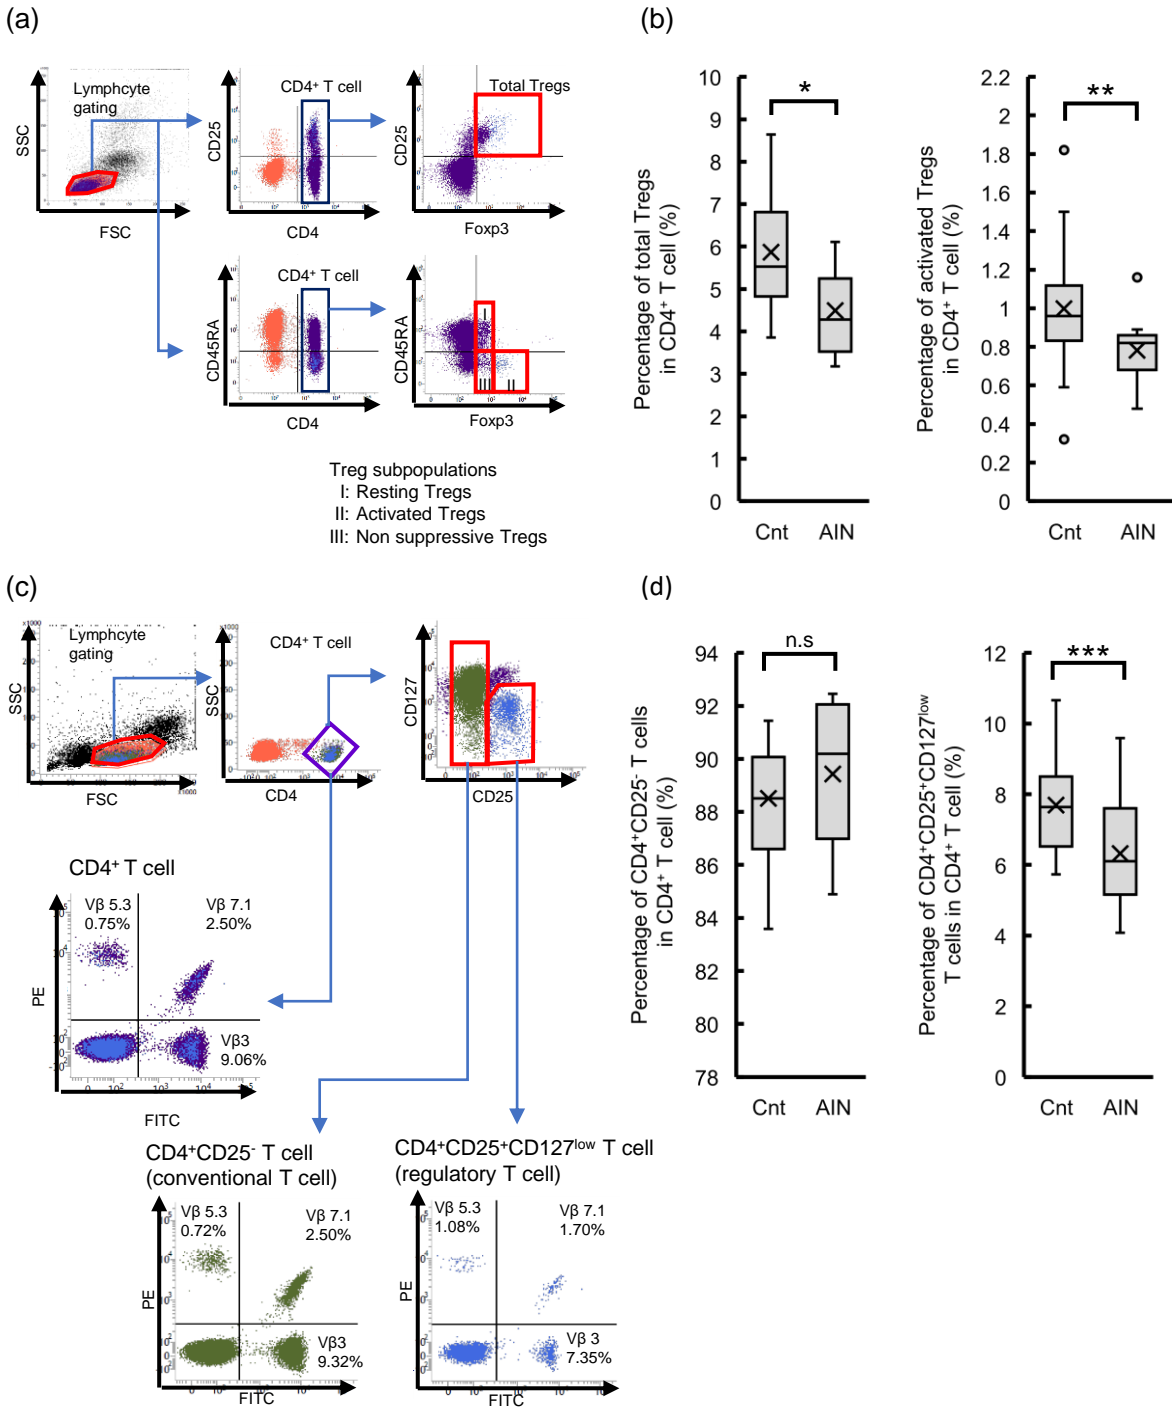 (a)
Lymphcyte
gating
SSC
FSC
CD4⁺ T cell
CD25
CD4
Total Tregs
CD25
Foxp3
CD4⁺ T cell
CD45RA
CD4
I
III
II
CD45RA
Foxp3
Treg subpopulations
I: Resting Tregs
II: Activated Tregs
III: Non suppressive Tregs
(b)
Percentage of total Tregs
in CD4⁺ T cell (%)
10
9
8
7
6
5
4
3
2
1
0
*
Cnt AIN
Percentage of activated Tregs
in CD4⁺ T cell (%)
2.2
2
1.8
1.6
1.4
1.2
1
0.8
0.6
0.4
0.2
0
**
Cnt AIN
(c)
Lymphcyte
gating
SSC
FSC
CD4⁺ T cell
SSC
CD4
CD127
CD25
CD4⁺ T cell
Vβ 5.3
0.75%
Vβ 7.1
2.50%
Vβ3
9.06%
PE
FITC
CD4⁺CD25⁻ T cell
(conventional T cell)
Vβ 5.3
0.72%
Vβ 7.1
2.50%
Vβ3
9.32%
PE
FITC
CD4⁺CD25⁺CD127ˡᵒʷ T cell
(regulatory T cell)
Vβ 5.3
1.08%
Vβ 7.1
1.70%
Vβ 3
7.35%
PE
FITC
(d)
Percentage of CD4⁺CD25⁻ T cells
in CD4⁺ T cell (%)
94
92
90
88
86
84
82
80
78
n.s
Cnt AIN
Percentage of CD4⁺CD25⁺CD127ˡᵒʷ
T cells in CD4⁺ T cell (%)
12
10
8
6
4
2
0
***
Cnt AIN